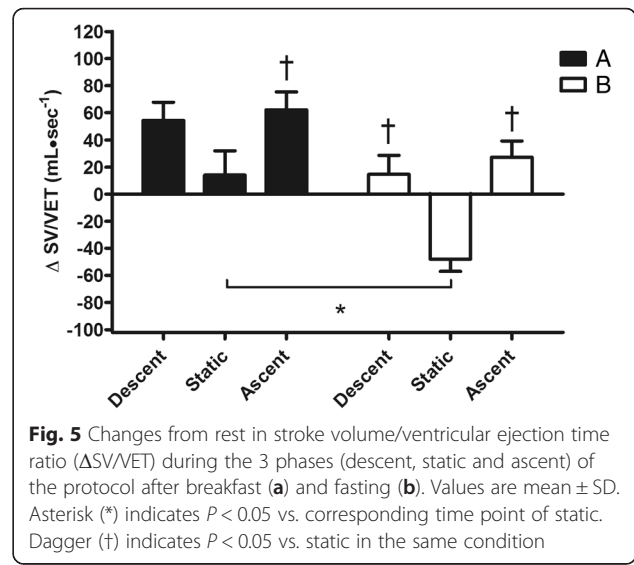 120
100
80
60
40
20
0
-20
-40
-60
-80
-100
Δ SV/VET (mL•sec⁻¹)
†
†
†
*
A
B
Descent
Static
Ascent
Descent
Static
Ascent
Fig. 5 Changes from rest in stroke volume/ventricular ejection time
ratio (ΔSV/VET) during the 3 phases (descent, static and ascent) of
the protocol after breakfast (a) and fasting (b). Values are mean ± SD.
Asterisk (*) indicates P < 0.05 vs. corresponding time point of static.
Dagger (†) indicates P < 0.05 vs. static in the same condition